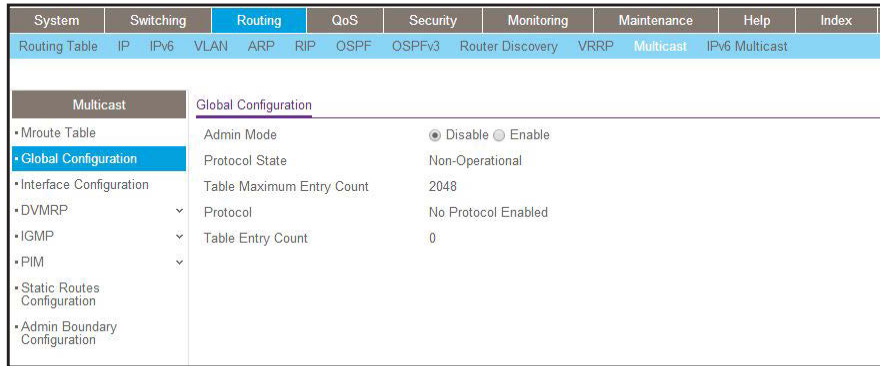 System Switching Routing QoS Security Monitoring Maintenance Help Index
Routing Table IP IPv6 VLAN ARP RIP OSPF OSPFv3 Router Discovery VRRP Multicast IPv6 Multicast
Multicast
Mroute Table
Global Configuration
Interface Configuration
DVMRP
IGMP
PIM
Static Routes
Configuration
Admin Boundary
Configuration
Global Configuration
Admin Mode Disable Enable
Protocol State Non-Operational
Table Maximum Entry Count 2048
Protocol No Protocol Enabled
Table Entry Count 0